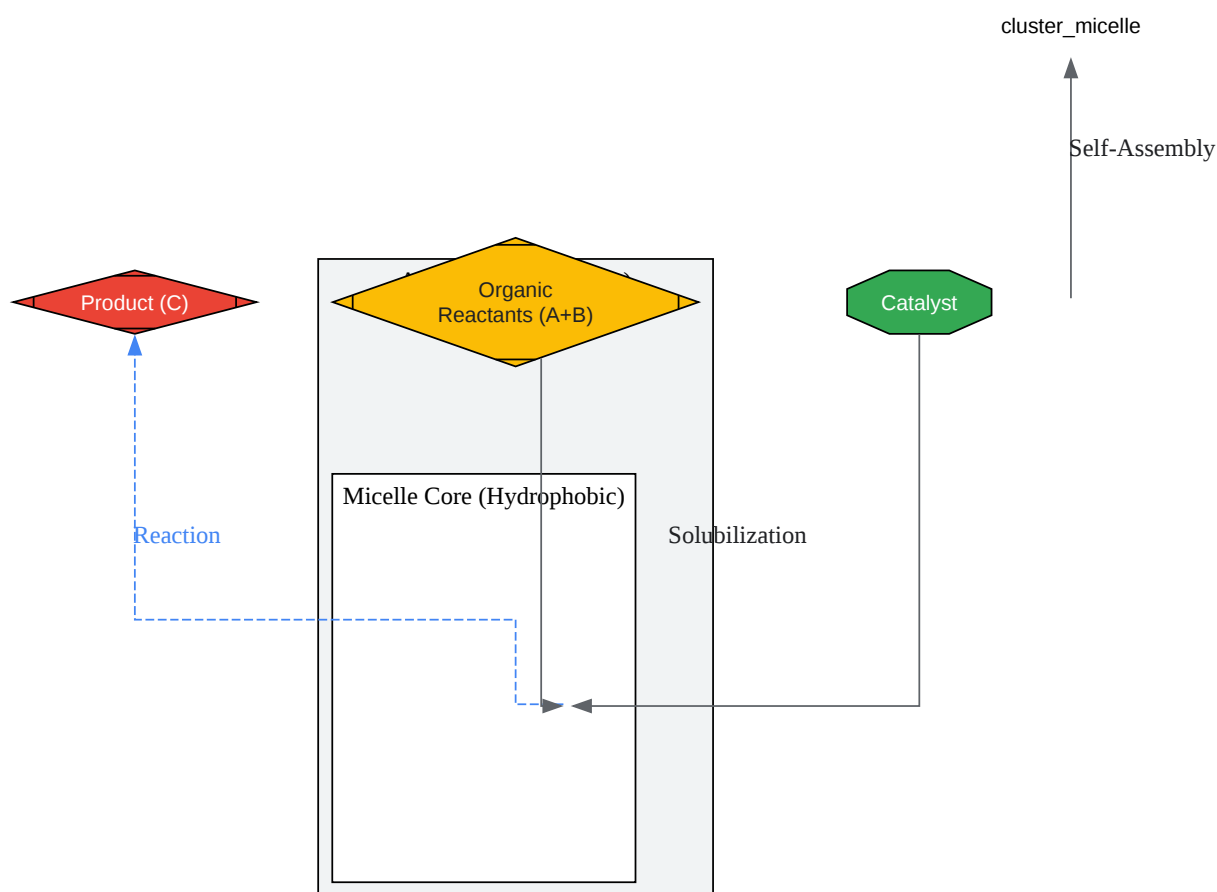 cluster_micelle
Self-Assembly
Product (C)
Organic
Reactants (A+B)
Catalyst
Micelle Core (Hydrophobic)
Reaction
Solubilization